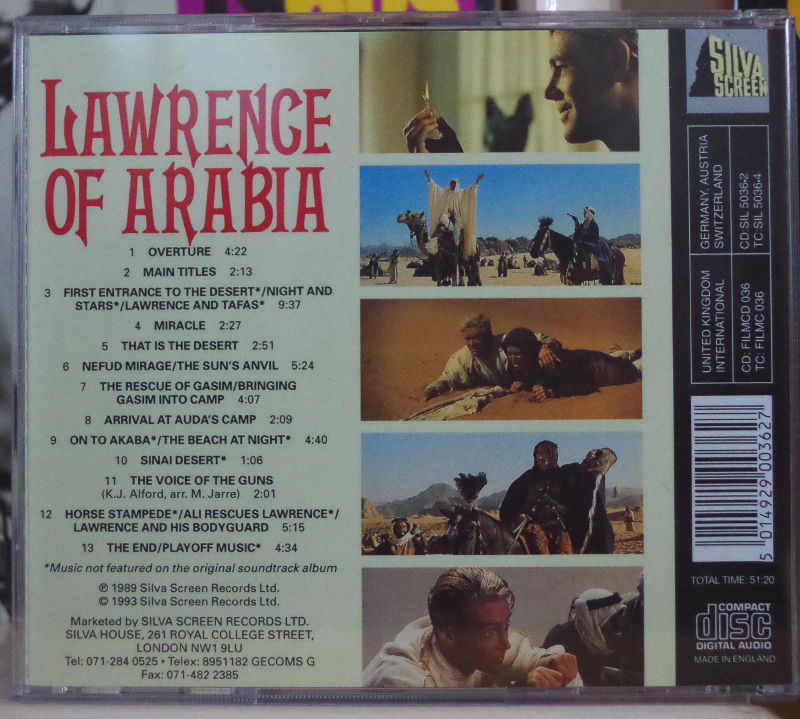 LAWRENCE
OF ARABIA
1 OVERTURE 4:22
2 MAIN TITLES 2:13
3 FIRST ENTRANCE TO THE DESERT*/NIGHT AND
STARS*/LAWRENCE AND TAFAS* 9:37
4 MIRACLE 2:27
5 THAT IS THE DESERT 2:51
6 NEFUD MIRAGE/THE SUN'S ANVIL 5:24
7 THE RESCUE OF GASIM/BRINGING
GASIM INTO CAMP 4:07
8 ARRIVAL AT AUDA'S CAMP 2:09
9 ON TO AKABA*/THE BEACH AT NIGHT* 4:40
10 SINAI DESERT* 1:06
11 THE VOICE OF THE GUNS
(K.J. Alford, arr. M. Jarre) 2:01
12 HORSE STAMPEDE*/ALI RESCUES LAWRENCE*/
LAWRENCE AND HIS BODYGUARD 5:15
13 THE END/PLAYOFF MUSIC* 4:34
*Music not featured on the original soundtrack album
℗ 1989 Silva Screen Records Ltd.
© 1993 Silva Screen Records Ltd.
Marketed by SILVA SCREEN RECORDS LTD.
SILVA HOUSE, 261 ROYAL COLLEGE STREET,
LONDON NW1 9LU
Tel: 071-284 0525 • Telex: 8951182 GECOMS G
Fax: 071-482 2385
SILVA
SCREEN
GERMANY, AUSTRIA
SWITZERLAND
CD:SIL 5036-2
TC:SIL 5036-4
UNITED KINGDOM
INTERNATIONAL
CD: FILMCD 036
TC: FILMC 036
5 014929 003627
TOTAL TIME 51:20
COMPACT
disc
DIGITAL AUDIO
MADE IN ENGLAND